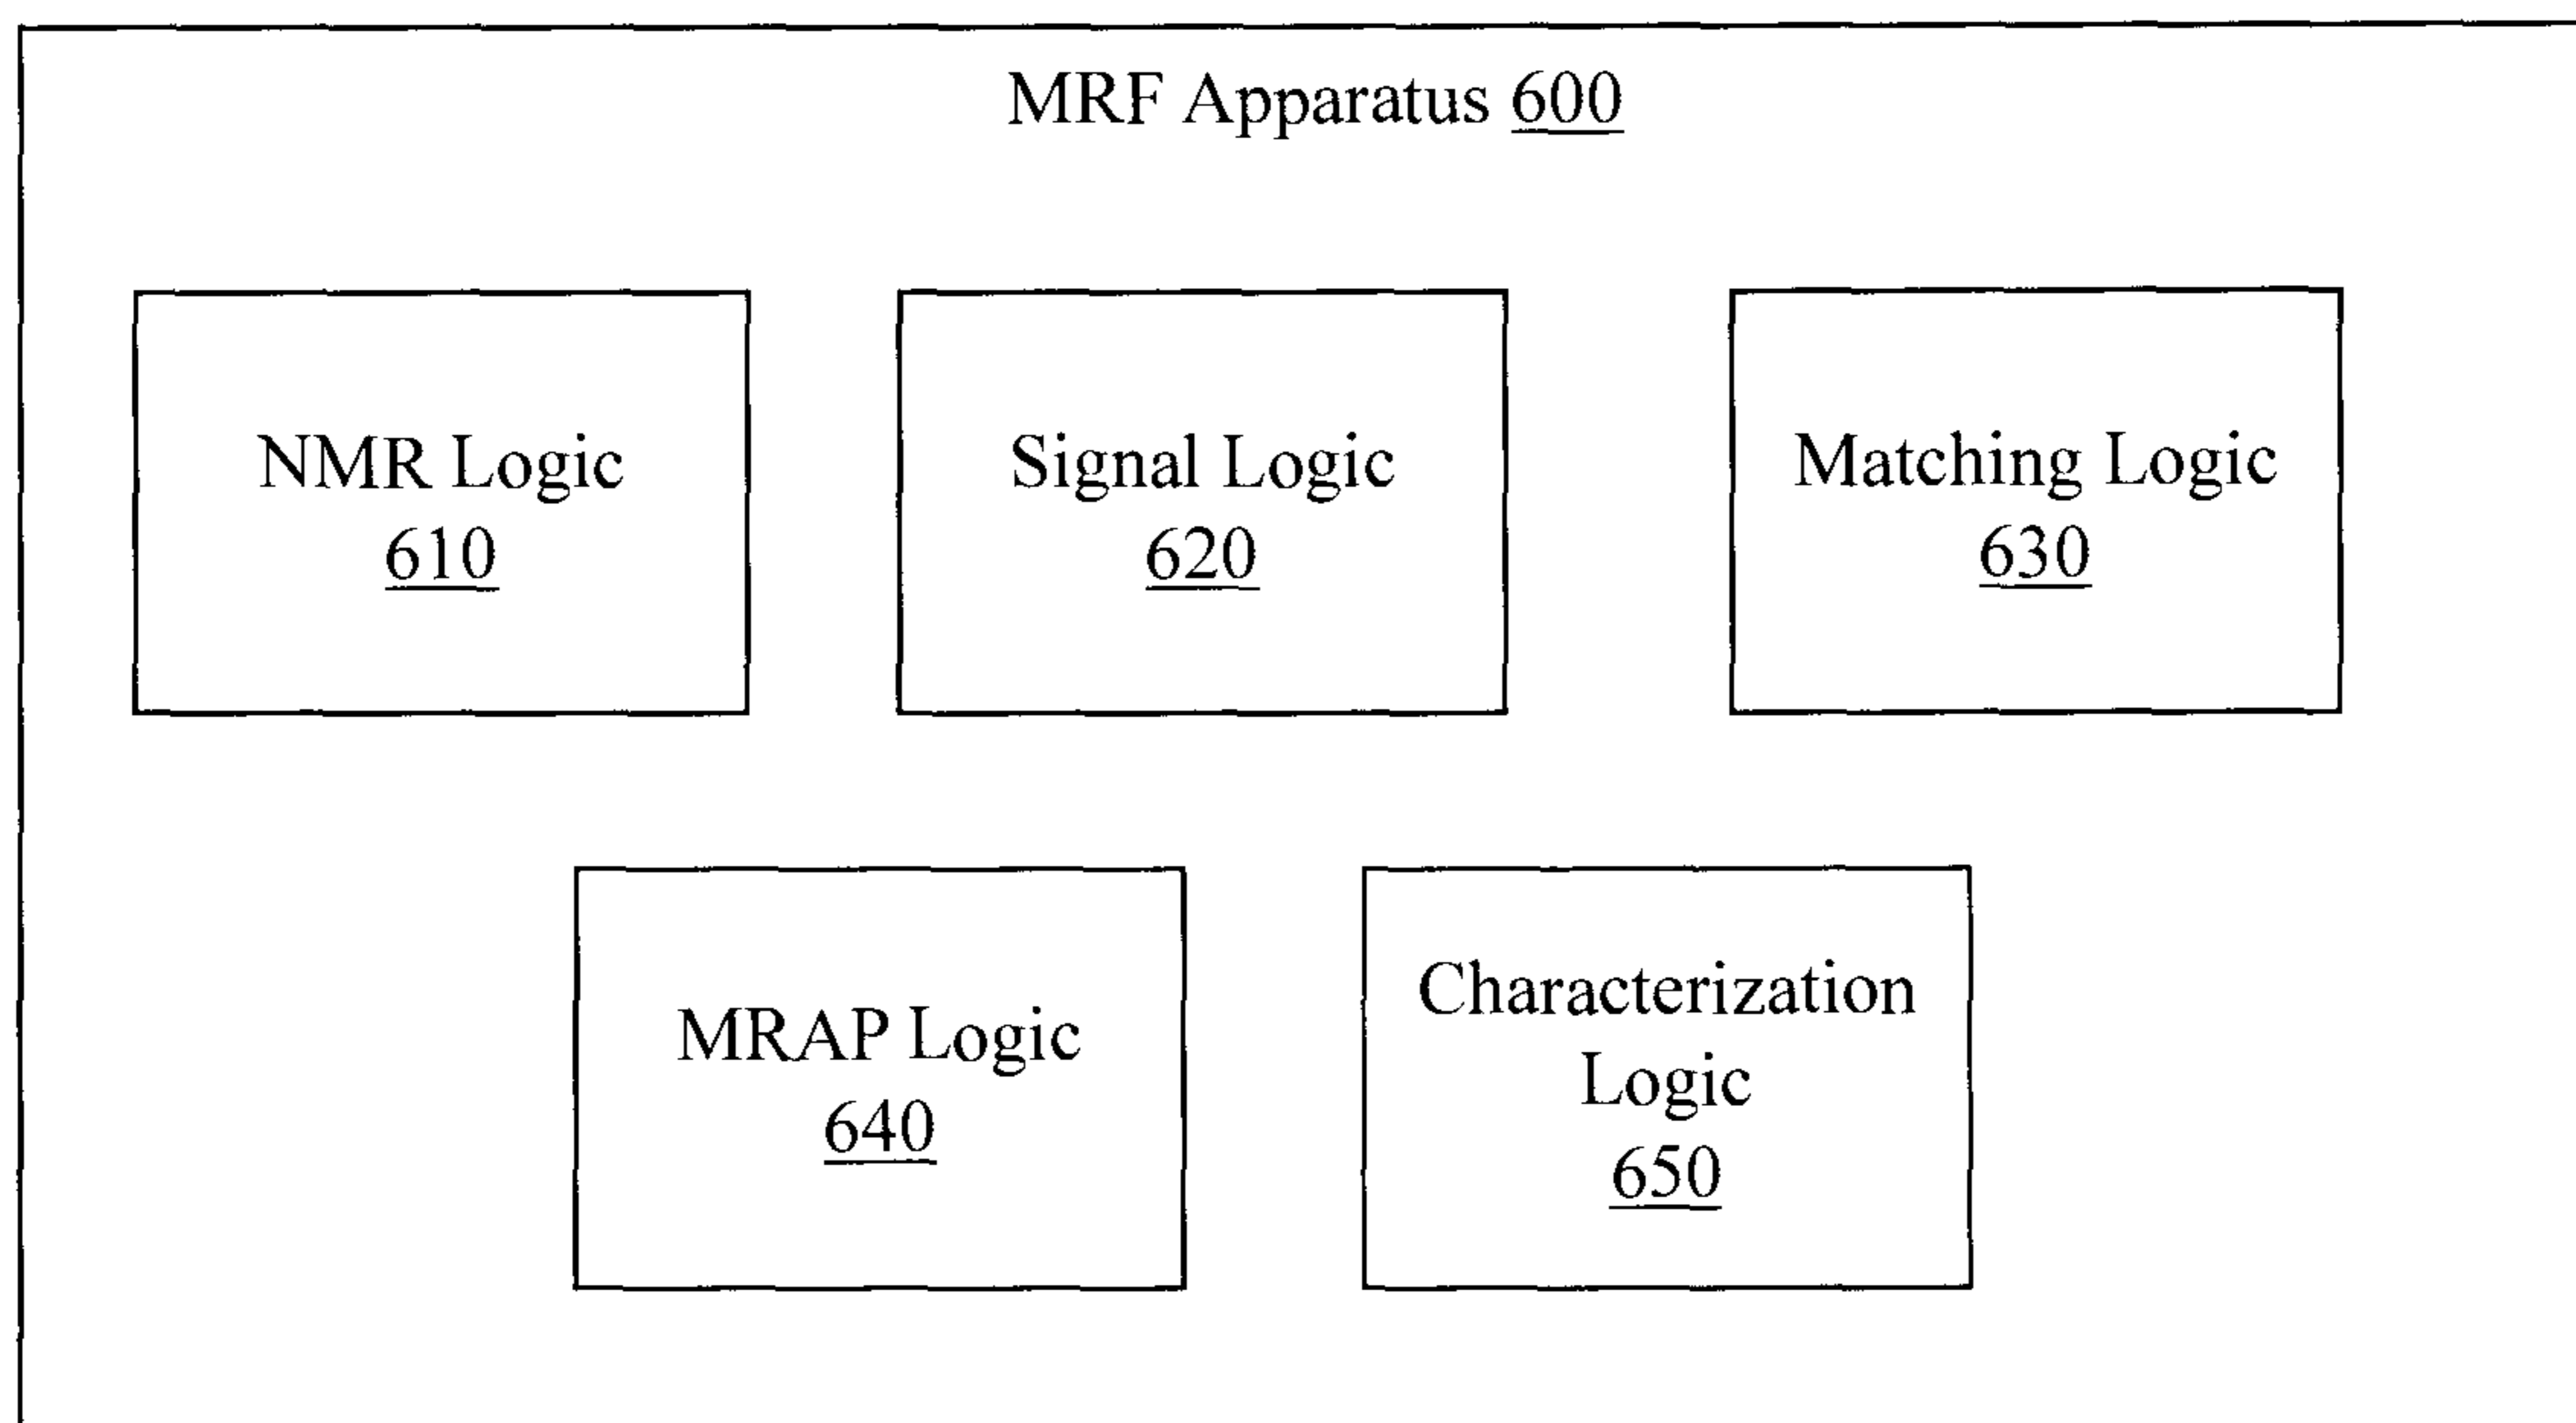 MRF Apparatus 600
NMR Logic
610
Signal Logic
620
Matching Logic
630
MRAP Logic
640
Characterization
Logic
650